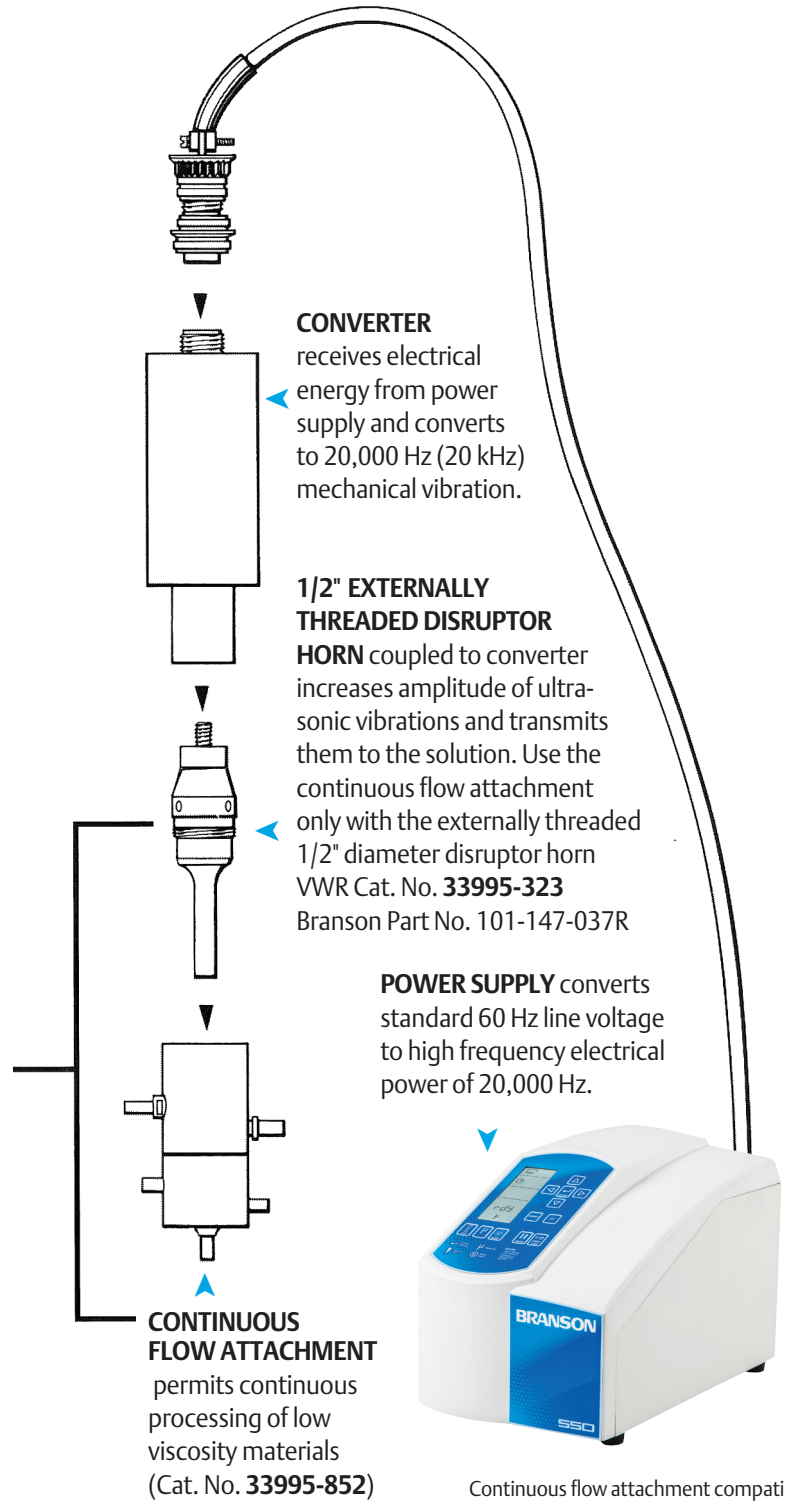 CONVERTER
receives electrical
energy from power
supply and converts
to 20,000 Hz (20 kHz)
mechanical vibration.
1/2" EXTERNALLY
THREADED DISRUPTOR
HORN coupled to converter
increases amplitude of ultra-
sonic vibrations and transmits
them to the solution. Use the
continuous flow attachment
only with the externally threaded
1/2" diameter disruptor horn
VWR Cat. No. 33995-323
Branson Part No. 101-147-037R
POWER SUPPLY converts
standard 60 Hz line voltage
to high frequency electrical
power of 20,000 Hz.
rdy
BRANSON
550
CONTINUOUS
FLOW ATTACHMENT
permits continuous
processing of low
viscosity materials
(Cat. No. 33995-852)
Continuous flow attachment compati